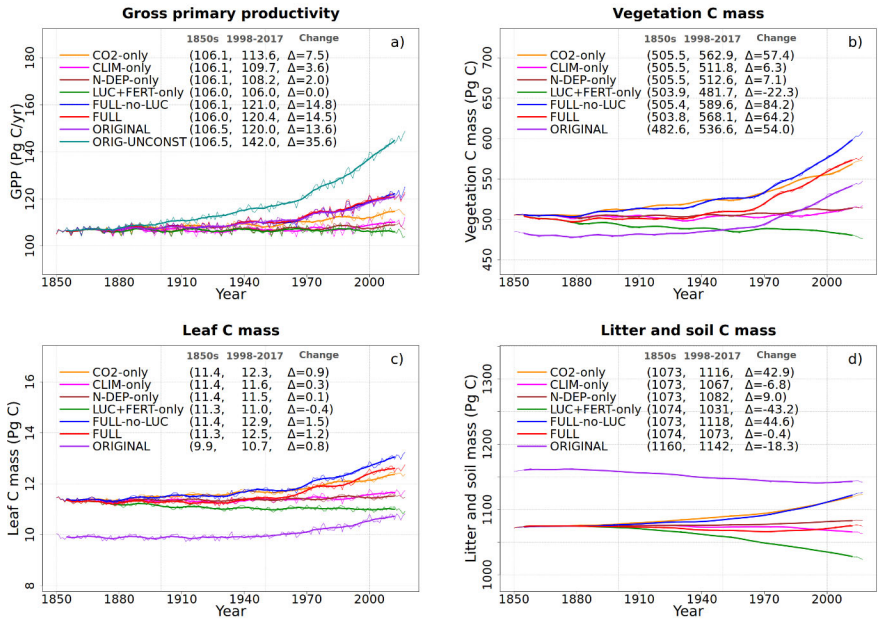 Gross primary productivity
1850s 1998-2017 Change
a)
CO2-only (106.1, 113.6, Δ=7.5)
CLIM-only (106.1, 109.7, Δ=3.6)
N-DEP-only (106.1, 108.2, Δ=2.0)
LUC+FERT-only (106.0, 106.0, Δ=0.0)
FULL-no-LUC (106.1, 121.0, Δ=14.8)
FULL (106.0, 120.4, Δ=14.5)
ORIGINAL (106.5, 120.0, Δ=13.6)
ORIG-UNCONST (106.5, 142.0, Δ=35.6)
GPP (Pg C/yr)
180
160
140
120
100
1850 1880 1910 1940 1970 2000
Year
Vegetation C mass
1850s 1998-2017 Change
b)
CO2-only (505.5, 562.9, Δ=57.4)
CLIM-only (505.5, 511.8, Δ=6.3)
N-DEP-only (505.5, 512.6, Δ=7.1)
LUC+FERT-only (503.9, 481.7, Δ=-22.3)
FULL-no-LUC (505.4, 589.6, Δ=84.2)
FULL (503.8, 568.1, Δ=64.2)
ORIGINAL (482.6, 536.6, Δ=54.0)
Vegetation C mass (Pg C)
700
650
600
550
500
450
1850 1880 1910 1940 1970 2000
Year
Leaf C mass
1850s 1998-2017 Change
c)
CO2-only (11.4, 12.3, Δ=0.9)
CLIM-only (11.4, 11.6, Δ=0.3)
N-DEP-only (11.4, 11.5, Δ=0.1)
LUC+FERT-only (11.3, 11.0, Δ=-0.4)
FULL-no-LUC (11.4, 12.9, Δ=1.5)
FULL (11.3, 12.5, Δ=1.2)
ORIGINAL (9.9, 10.7, Δ=0.8)
Leaf C mass (Pg C)
16
14
12
10
8
1850 1880 1910 1940 1970 2000
Year
Litter and soil C mass
1850s 1998-2017 Change
d)
CO2-only (1073, 1116, Δ=42.9)
CLIM-only (1073, 1067, Δ=-6.8)
N-DEP-only (1073, 1082, Δ=9.0)
LUC+FERT-only (1074, 1031, Δ=-43.2)
FULL-no-LUC (1073, 1118, Δ=44.6)
FULL (1074, 1073, Δ=-0.4)
ORIGINAL (1160, 1142, Δ=-18.3)
Litter and soil mass (Pg C)
1300
1200
1100
1000
1850 1880 1910 1940 1970 2000
Year